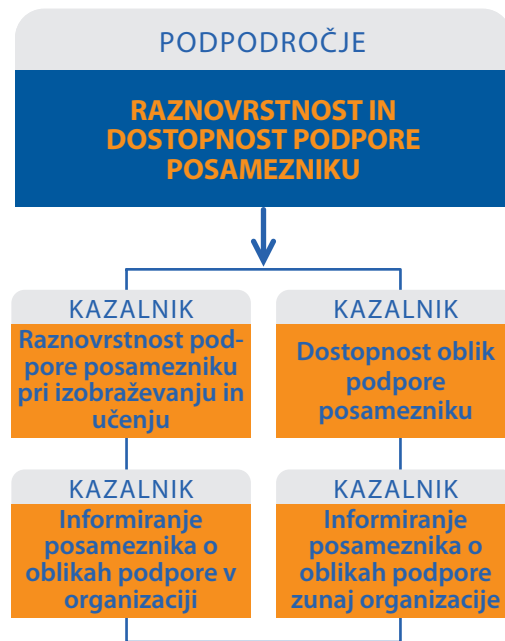 PODPODROČJE
RAZNOVRSTNOST IN
DOSTOPNOST PODPORE
POSAMEZNIKU
KAZALNIK
Raznovrstnost pod-
pore posamezniku
pri izobraževanju in
učenju
KAZALNIK
Dostopnost oblik
podpore
posamezniku
KAZALNIK
Informiranje
posameznika o
oblikah podpore v
organizaciji
KAZALNIK
Informiranje
posameznika o
oblikah podpore
zunaj organizacije